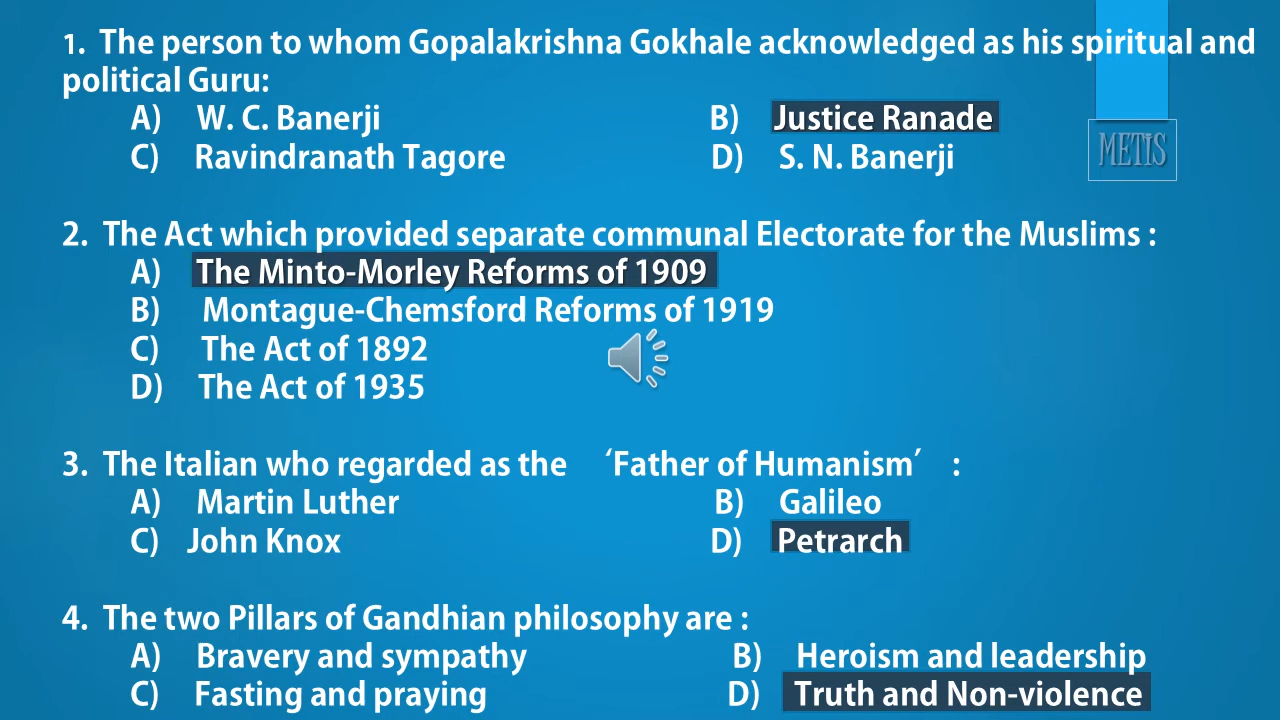 1. The person to whom Gopalakrishna Gokhale acknowledged as his spiritual and
political Guru:
A) W. C. Banerji B) Justice Ranade
C) Ravindranath Tagore D) S. N. Banerji
METIS
2. The Act which provided separate communal Electorate for the Muslims :
A) The Minto-Morley Reforms of 1909
B) Montague-Chemsford Reforms of 1919
C) The Act of 1892
D) The Act of 1935
3. The Italian who regarded as the ‘Father of Humanism’ :
A) Martin Luther B) Galileo
C) John Knox D) Petrarch
4. The two Pillars of Gandhian philosophy are :
A) Bravery and sympathy B) Heroism and leadership
C) Fasting and praying D) Truth and Non-violence